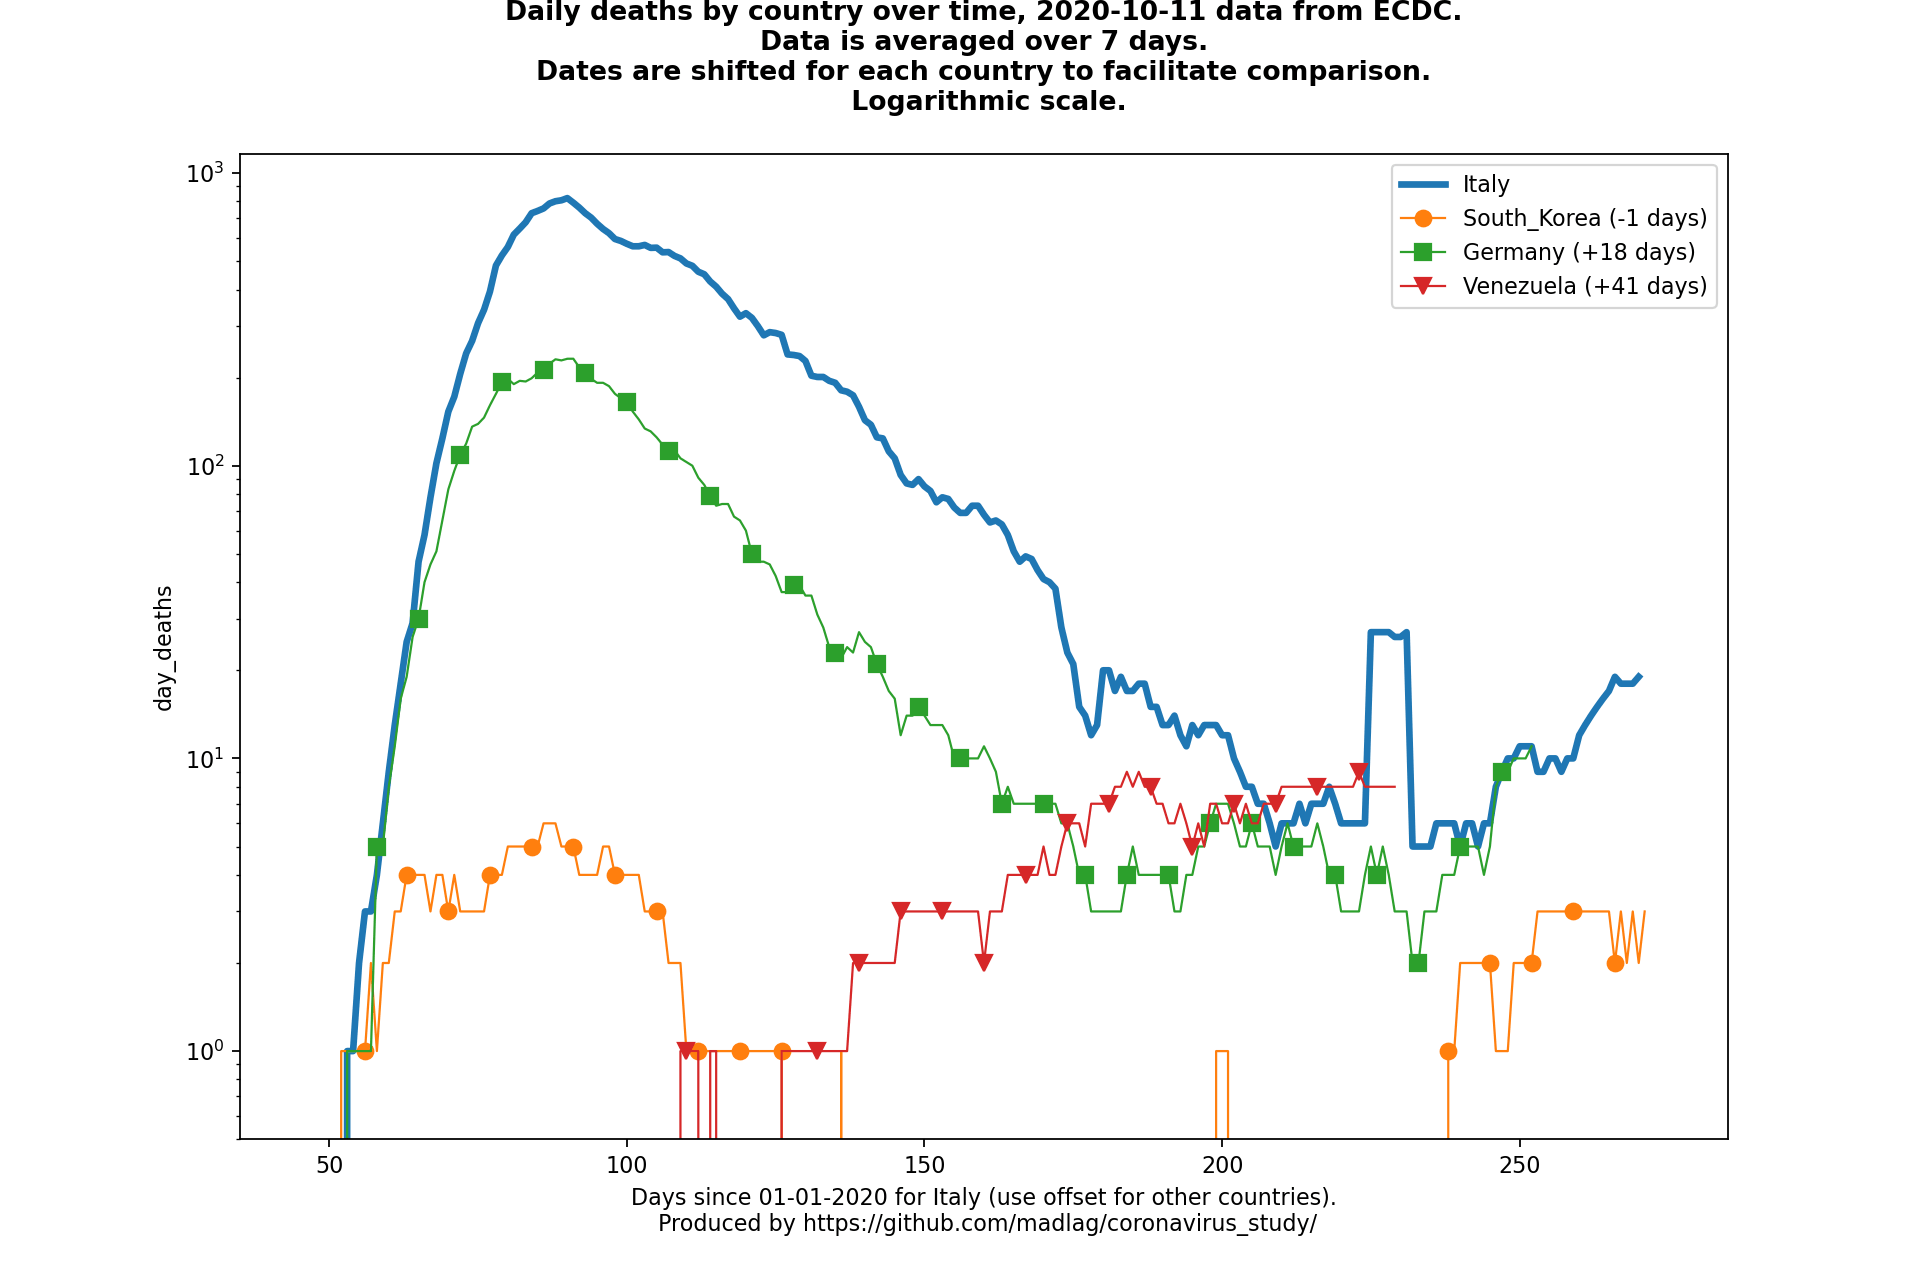 Daily deaths by country over time, 2020-10-11 data from ECDC.
Data is averaged over 7 days.
Dates are shifted for each country to facilitate comparison.
Logarithmic scale.
10³
10²
10¹
10⁰
day_deaths
Italy
South_Korea (-1 days)
Germany (+18 days)
Venezuela (+41 days)
50 100 150 200 250
Days since 01-01-2020 for Italy (use offset for other countries).
Produced by https://github.com/madlag/coronavirus_study/